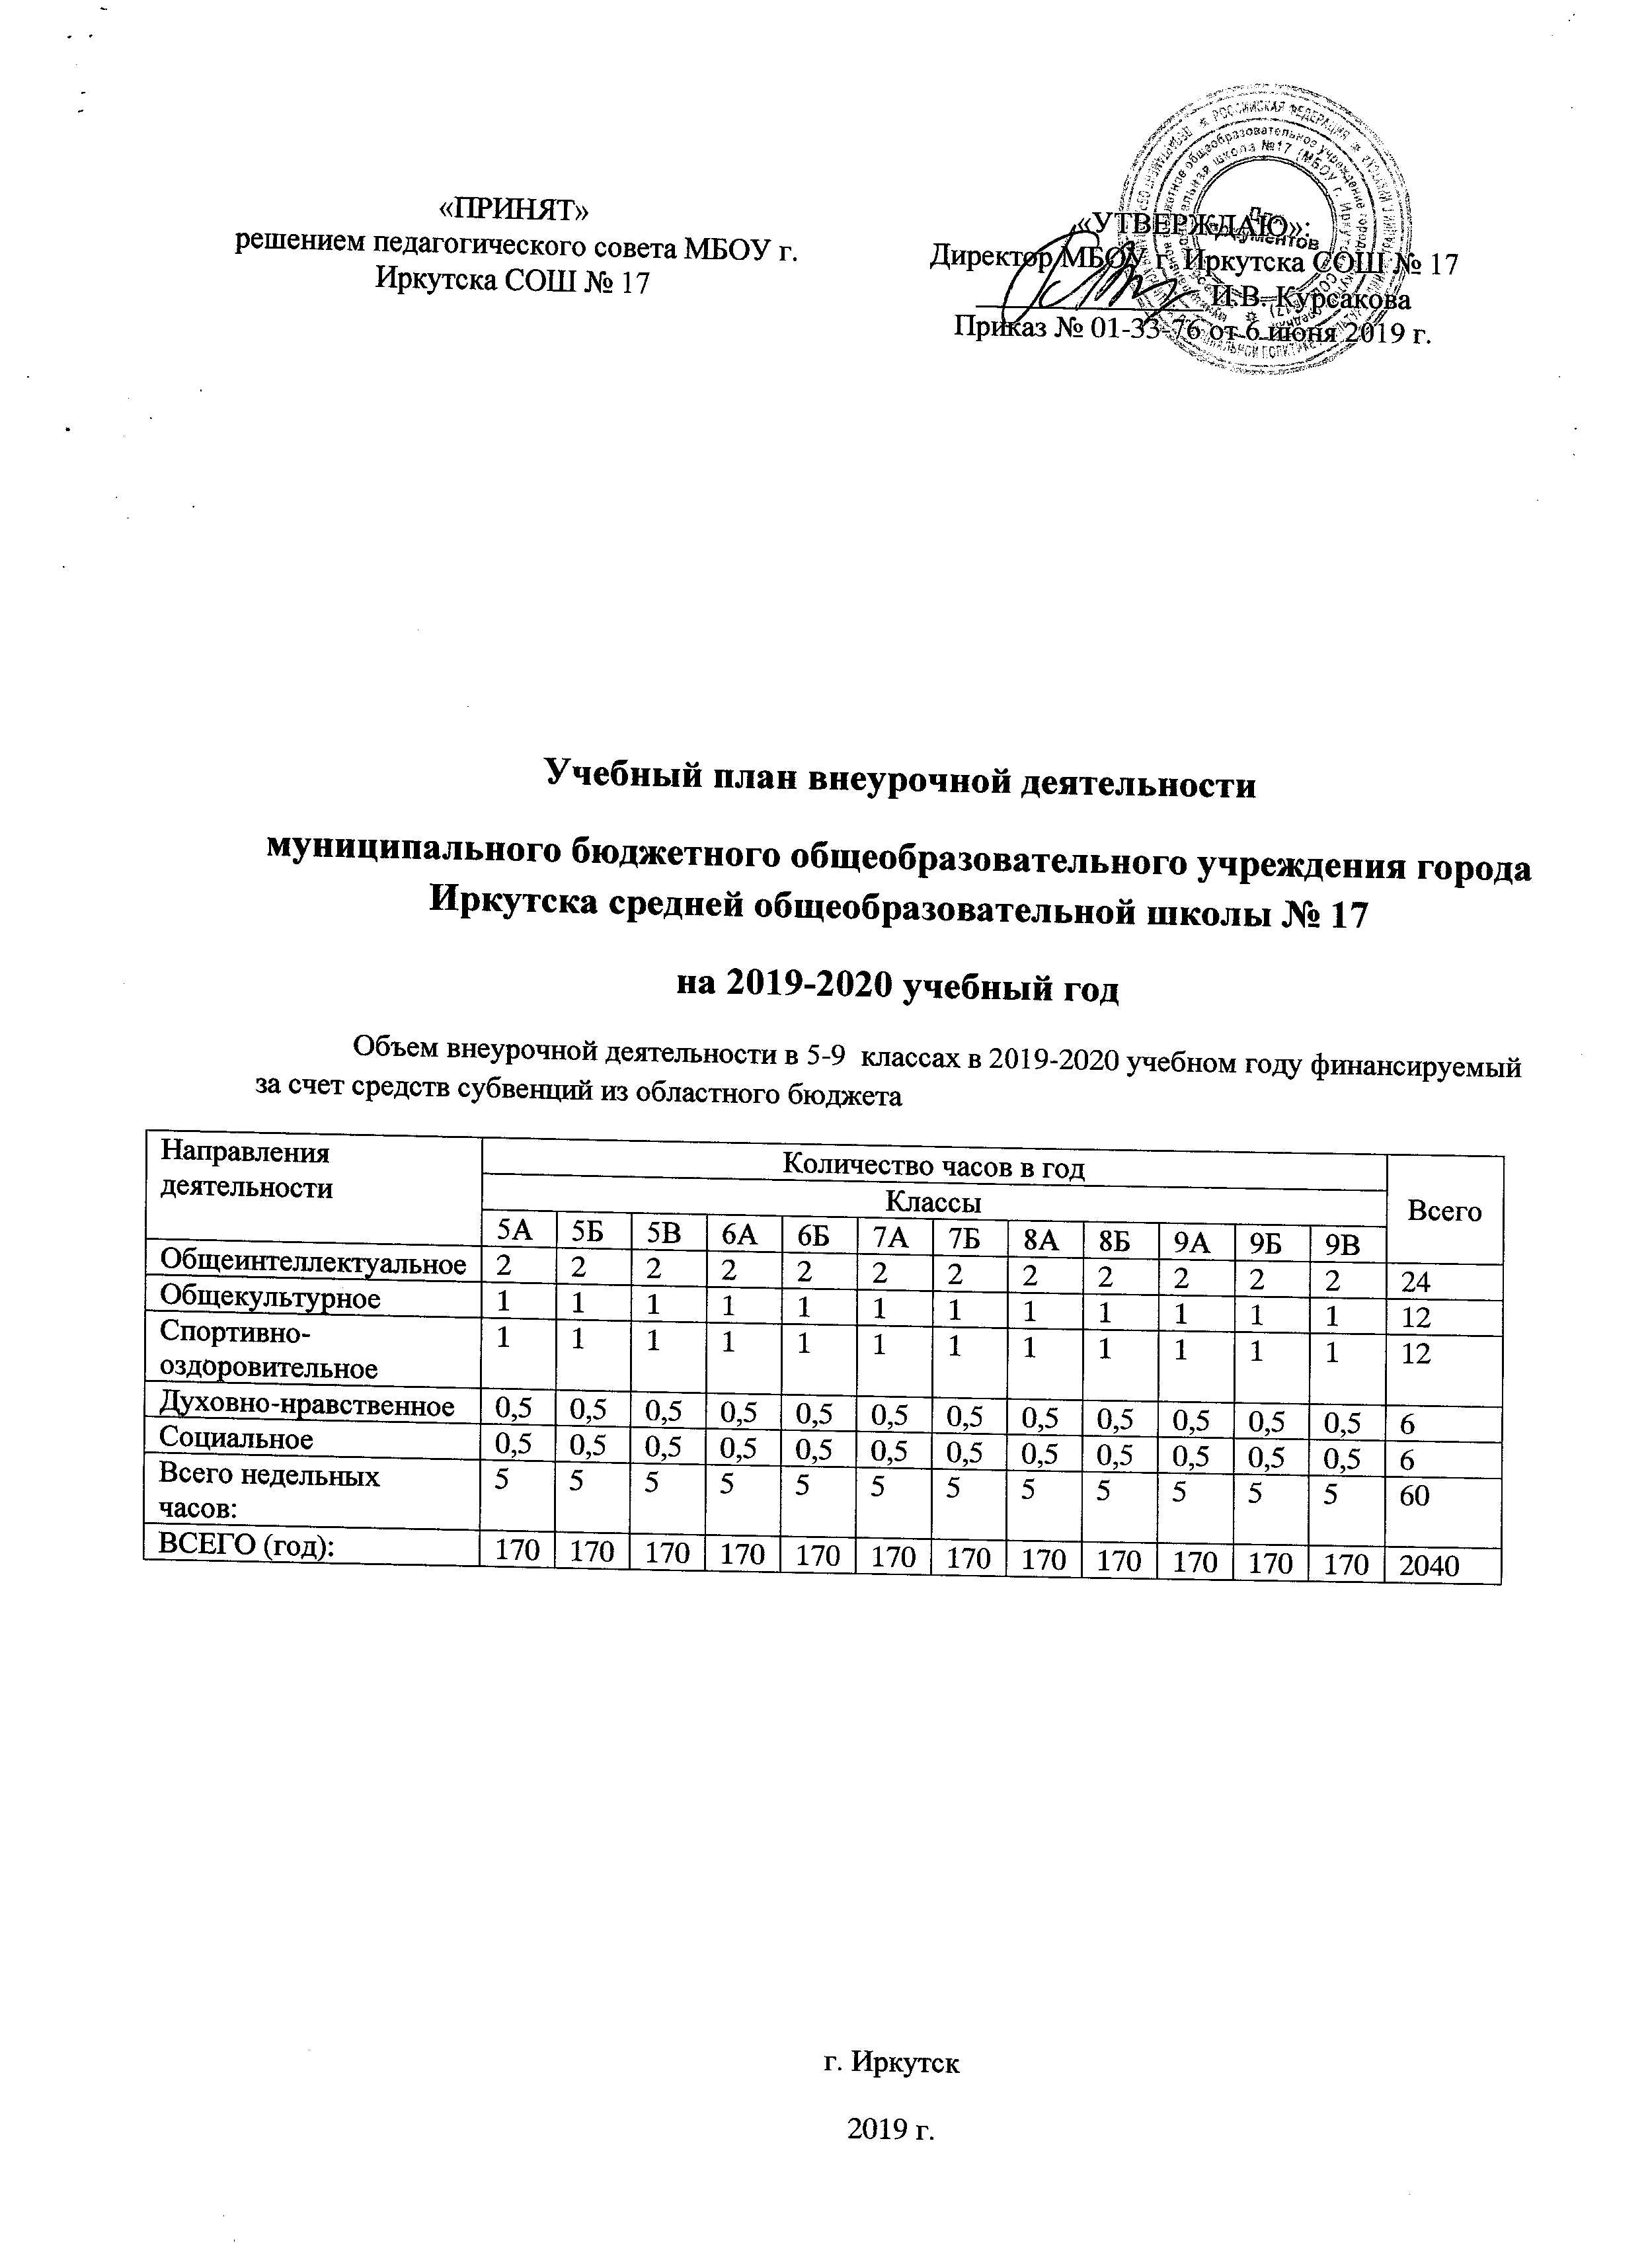 «ПРИНЯТ»
решением педагогического совета МБОУ г.
Иркутска СОШ № 17
«УТВЕРЖДАЮ»:
Директор МБОУ г. Иркутска СОШ № 17
И.В. Курсакова
Приказ № 01-33-76 от 6 июня 2019 г.
РОССИЙСКАЯ ФЕДЕРАЦИЯ
Для
документов
Учебный план внеурочной деятельности
муниципального бюджетного общеобразовательного учреждения города
Иркутска средней общеобразовательной школы № 17
на 2019-2020 учебный год
Объем внеурочной деятельности в 5-9 классах в 2019-2020 учебном году финансируемый
за счет средств субвенций из областного бюджета
Направления деятельности Количество часов в год Всего
Классы
5А 5Б 5В 6А 6Б 7А 7Б 8А 8Б 9А 9Б 9В
Общеинтеллектуальное 2 2 2 2 2 2 2 2 2 2 2 2 24
Общекультурное 1 1 1 1 1 1 1 1 1 1 1 1 12
Спортивно-
оздоровительное 1 1 1 1 1 1 1 1 1 1 1 1 12
Духовно-нравственное 0,5 0,5 0,5 0,5 0,5 0,5 0,5 0,5 0,5 0,5 0,5 0,5 6
Социальное 0,5 0,5 0,5 0,5 0,5 0,5 0,5 0,5 0,5 0,5 0,5 0,5 6
Всего недельных
часов: 5 5 5 5 5 5 5 5 5 5 5 5 60
ВСЕГО (год): 170 170 170 170 170 170 170 170 170 170 170 170 2040
г. Иркутск
2019 г.